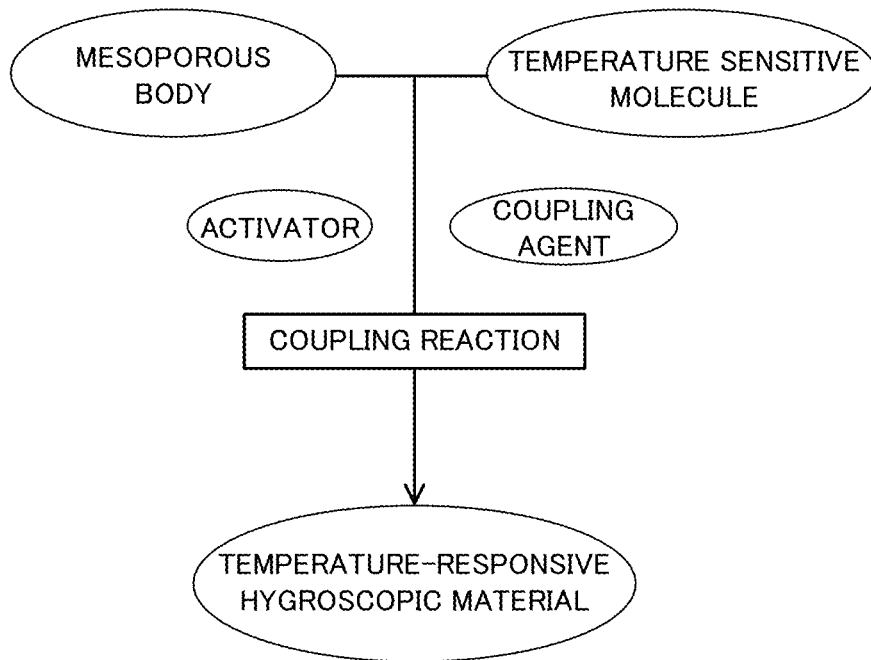 MESOPOROUS
BODY
TEMPERATURE SENSITIVE
MOLECULE
ACTIVATOR
COUPLING
AGENT
COUPLING REACTION
TEMPERATURE-RESPONSIVE
HYGROSCOPIC MATERIAL